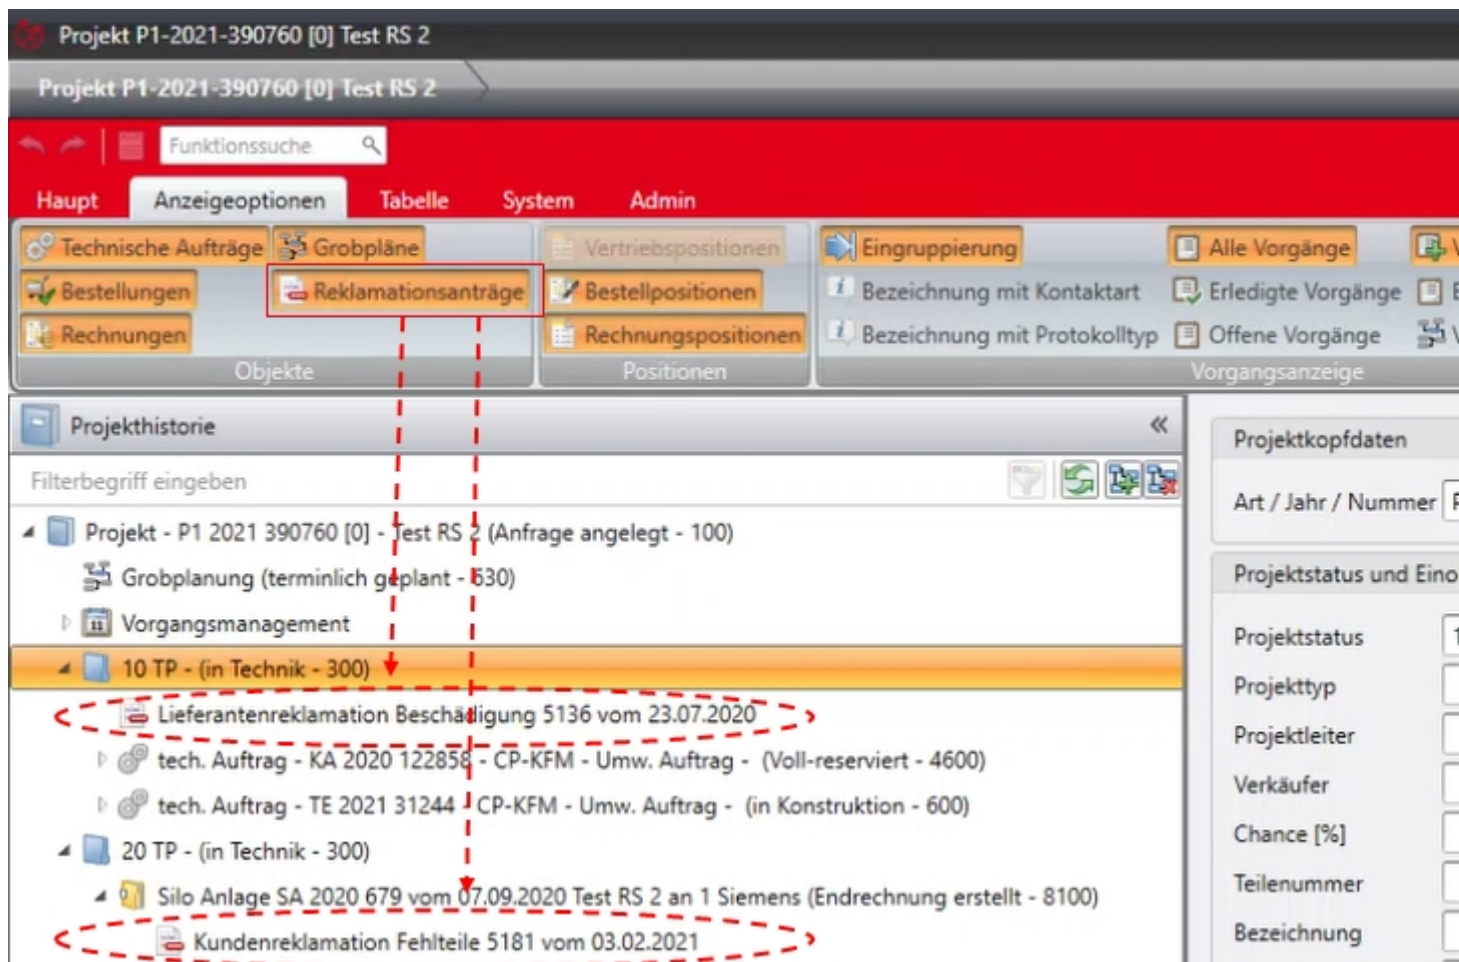 Projekt P1-2021-390760 [0] Test RS 2
Projekt P1-2021-390760 [0] Test RS 2
Funktionssuche
Haupt Anzeigeoptionen Tabelle System Admin
Technische Aufträge Grobpläne Vertriebspositionen Eingruppierung Alle Vorgänge
Bestellungen Reklamationsanträge Bestellpositionen Bezeichnung mit Kontaktart Erledigte Vorgänge
Rechnungen Rechnungspositionen Bezeichnung mit Protokolltyp Offene Vorgänge
Objekte Positionen Vorgangsanzeige
Projekthistorie
Filterbegriff eingeben
Projekt - P1 2021 390760 [0] - Test RS 2 (Anfrage angelegt - 100)
Grobplanung (terminlich geplant - 630)
11 Vorgangsmanagement
10 TP - (in Technik - 300)
Lieferantenreklamation Beschädigung 5136 vom 23.07.2020
tech. Auftrag - KA 2020 122858 - CP-KFM - Umw. Auftrag - (Voll-reserviert - 4600)
tech. Auftrag - TE 2021 31244 - CP-KFM - Umw. Auftrag - (in Konstruktion - 600)
20 TP - (in Technik - 300)
Silo Anlage SA 2020 679 vom 07.09.2020 Test RS 2 an 1 Siemens (Endrechnung erstellt - 8100)
Kundenreklamation Fehlteile 5181 vom 03.02.2021
Projektkopfdaten
Art / Jahr / Nummer
Projektstatus und Eino
Projektstatus 1
Projekttyp
Projektleiter
Verkäufer
Chance [%]
Teilenummer
Bezeichnung